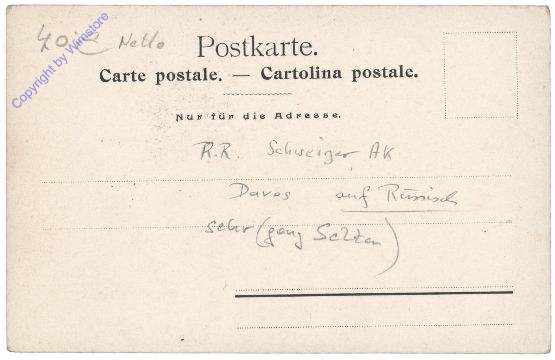 40.- Netto
Copyright by Wimstore
Postkarte.
Carte postale. — Cartolina postale.
Nur für die Adresse.
R.R. Schweizer AK
Davos auf Russisch
sehr (ganz Selten)